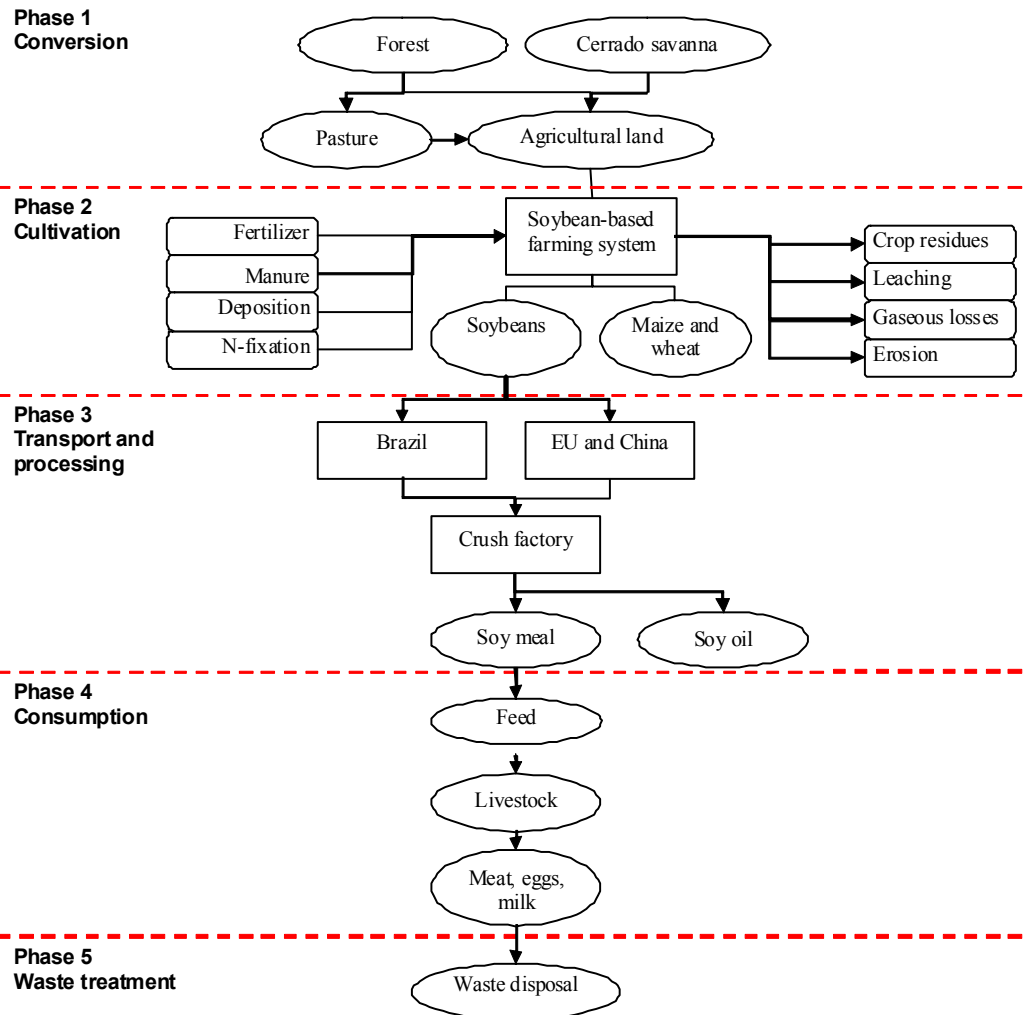 Phase 1
Conversion
Forest
Cerrado savanna
Pasture
Agricultural land
Phase 2
Cultivation
Fertilizer
Manure
Deposition
N-fixation
Soybean-based
farming system
Crop residues
Leaching
Gaseous losses
Erosion
Soybeans
Maize and
wheat
Phase 3
Transport and
processing
Brazil
EU and China
Crush factory
Soy meal
Soy oil
Phase 4
Consumption
Feed
Livestock
Meat, eggs,
milk
Phase 5
Waste treatment
Waste disposal